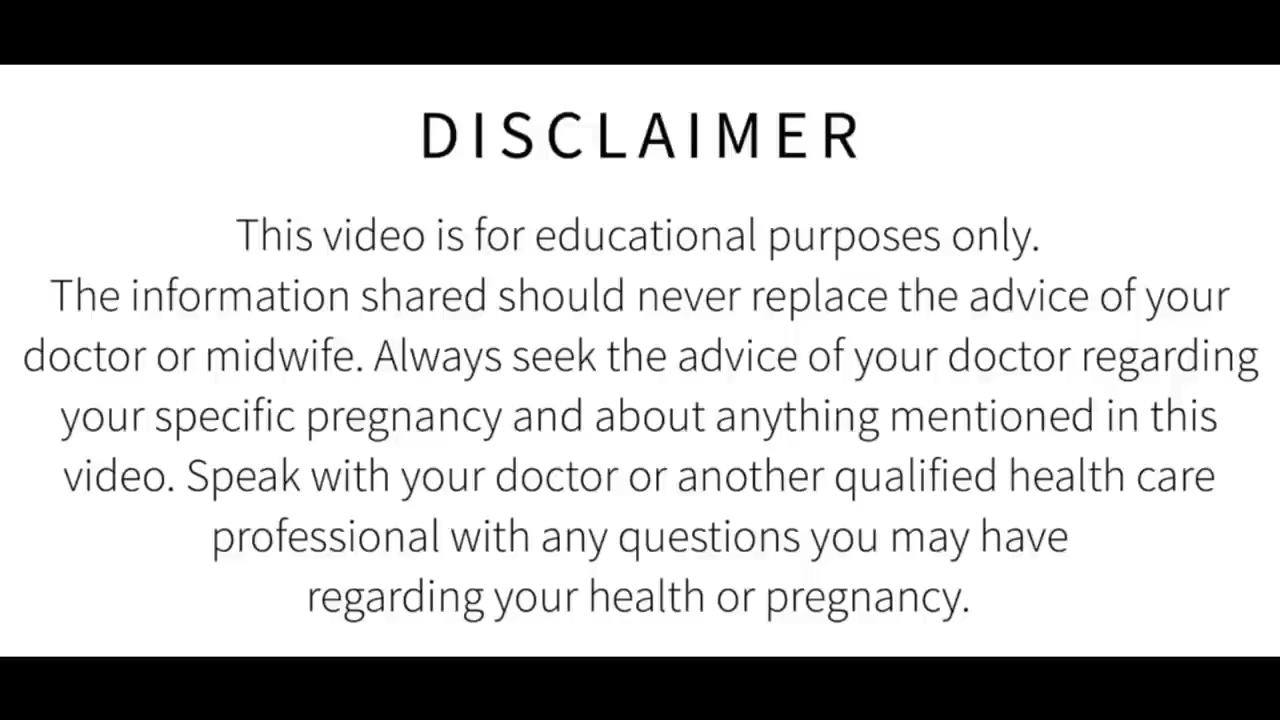 DISCLAIMER
This video is for educational purposes only.
The information shared should never replace the advice of your
doctor or midwife. Always seek the advice of your doctor regarding
your specific pregnancy and about anything mentioned in this
video. Speak with your doctor or another qualified health care
professional with any questions you may have
regarding your health or pregnancy.